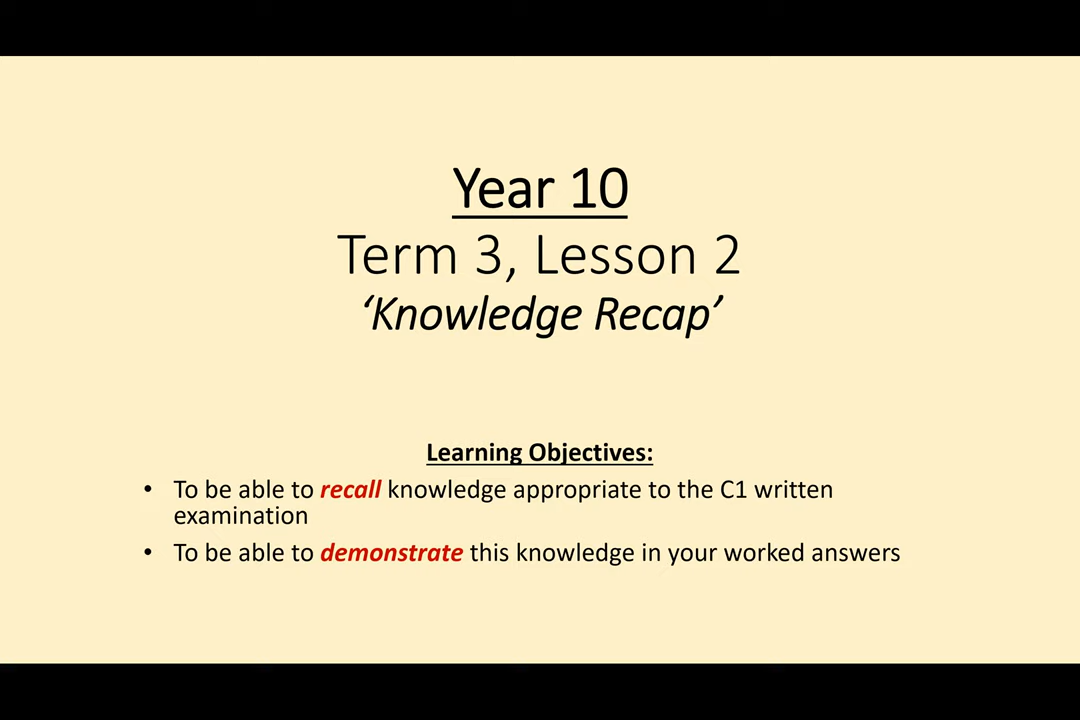 Year 10
Term 3, Lesson 2
‘Knowledge Recap’
Learning Objectives:
• To be able to recall knowledge appropriate to the C1 written
examination
• To be able to demonstrate this knowledge in your worked answers